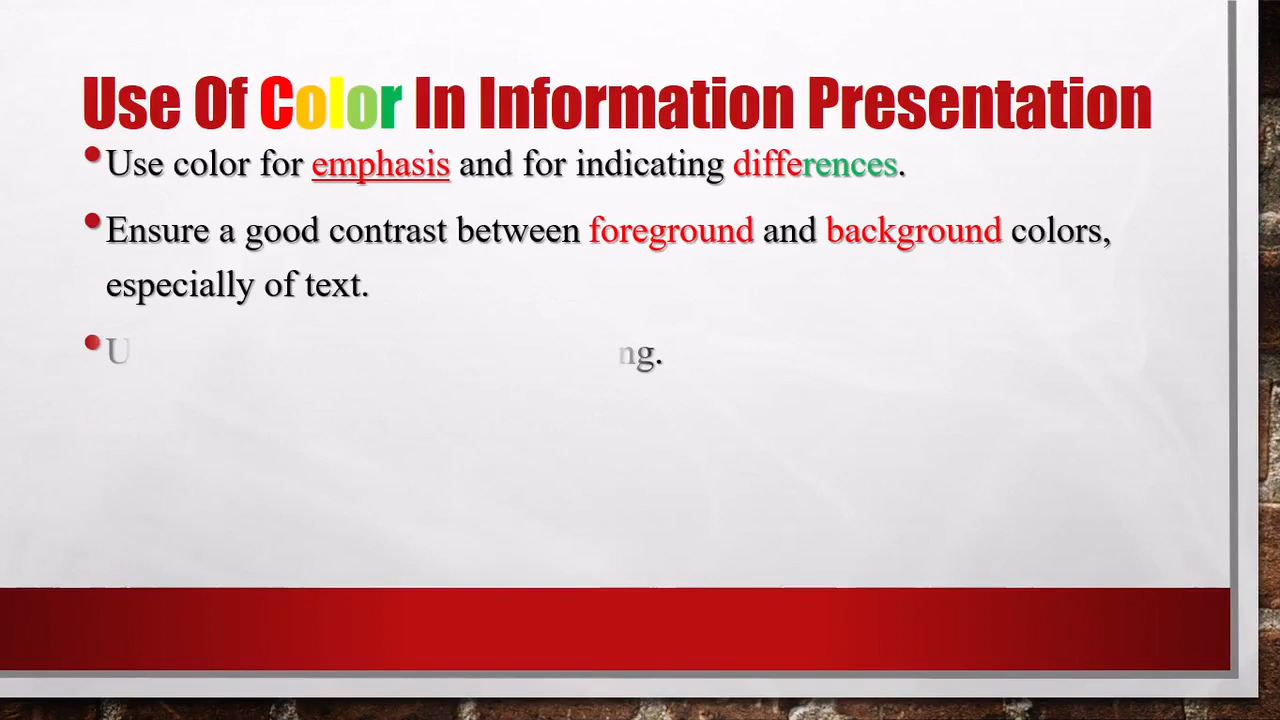 Use Of Color In Information Presentation
•Use color for emphasis and for indicating differences.
•Ensure a good contrast between foreground and background colors,
especially of text.